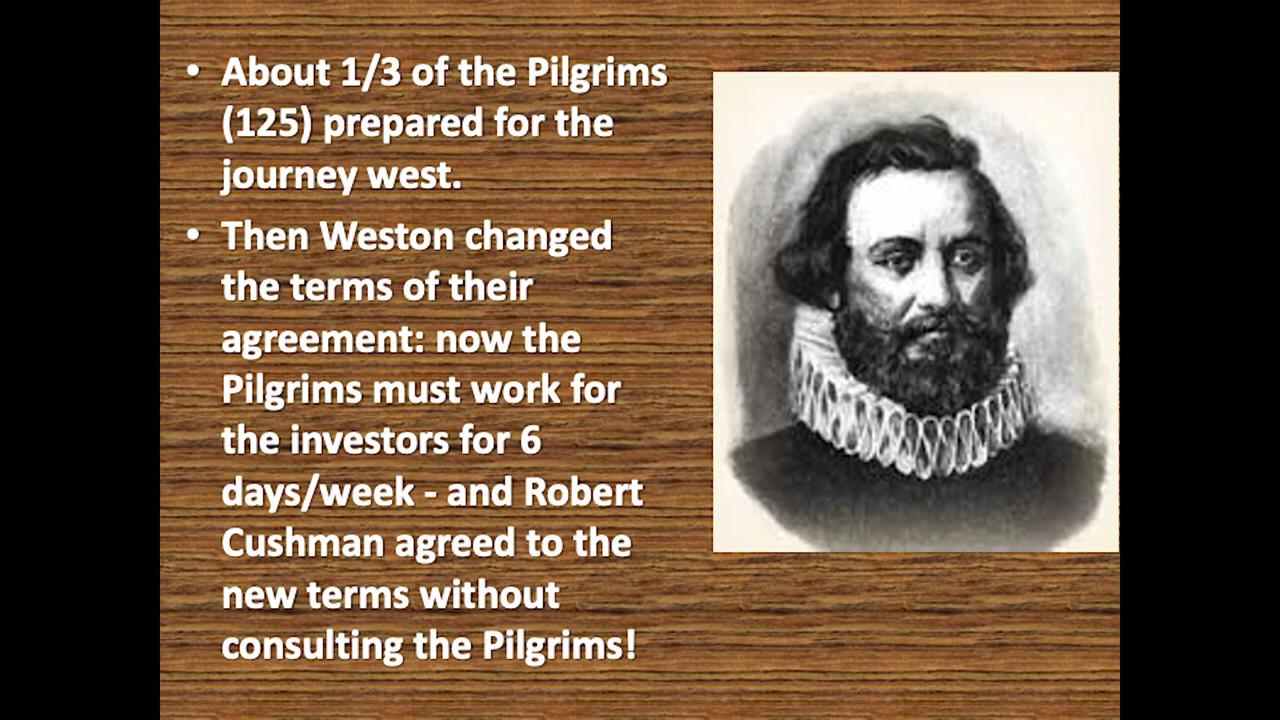 • About 1/3 of the Pilgrims
(125) prepared for the
journey west.
• Then Weston changed
the terms of their
agreement: now the
Pilgrims must work for
the investors for 6
days/week - and Robert
Cushman agreed to the
new terms without
consulting the Pilgrims!